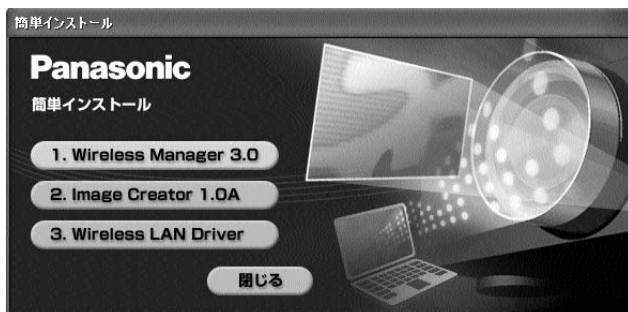 簡単インストール
Panasonic
簡単インストール
1. Wireless Manager 3.0
2. Image Creator 1.0A
3. Wireless LAN Driver
閉じる